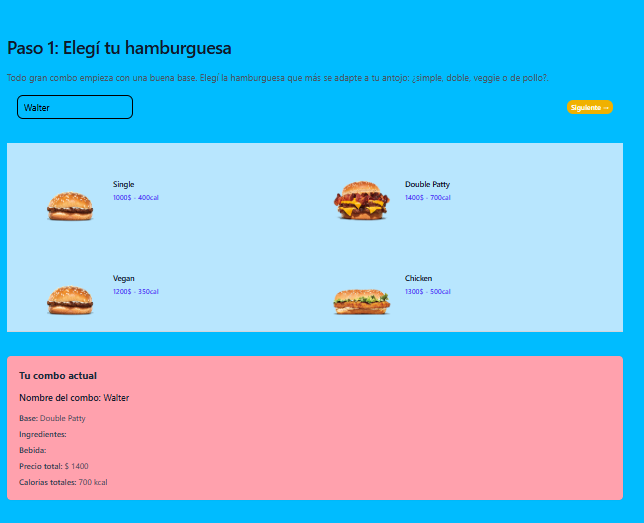 Paso 1: Elegí tu hamburguesa
Todo gran combo empieza con una buena base. Elegí la hamburguesa que más se adapte a tu antojo: ¿simple, doble, veggie o de pollo?.
Walter
Siguiente →
Single
1000$ - 400cal
Double Patty
1400$ - 700cal
Vegan
1200$ - 350cal
Chicken
1300$ - 500cal
Tu combo actual
Nombre del combo: Walter
Base: Double Patty
Ingredientes:
Bebida:
Precio total: $ 1400
Calorías totales: 700 kcal